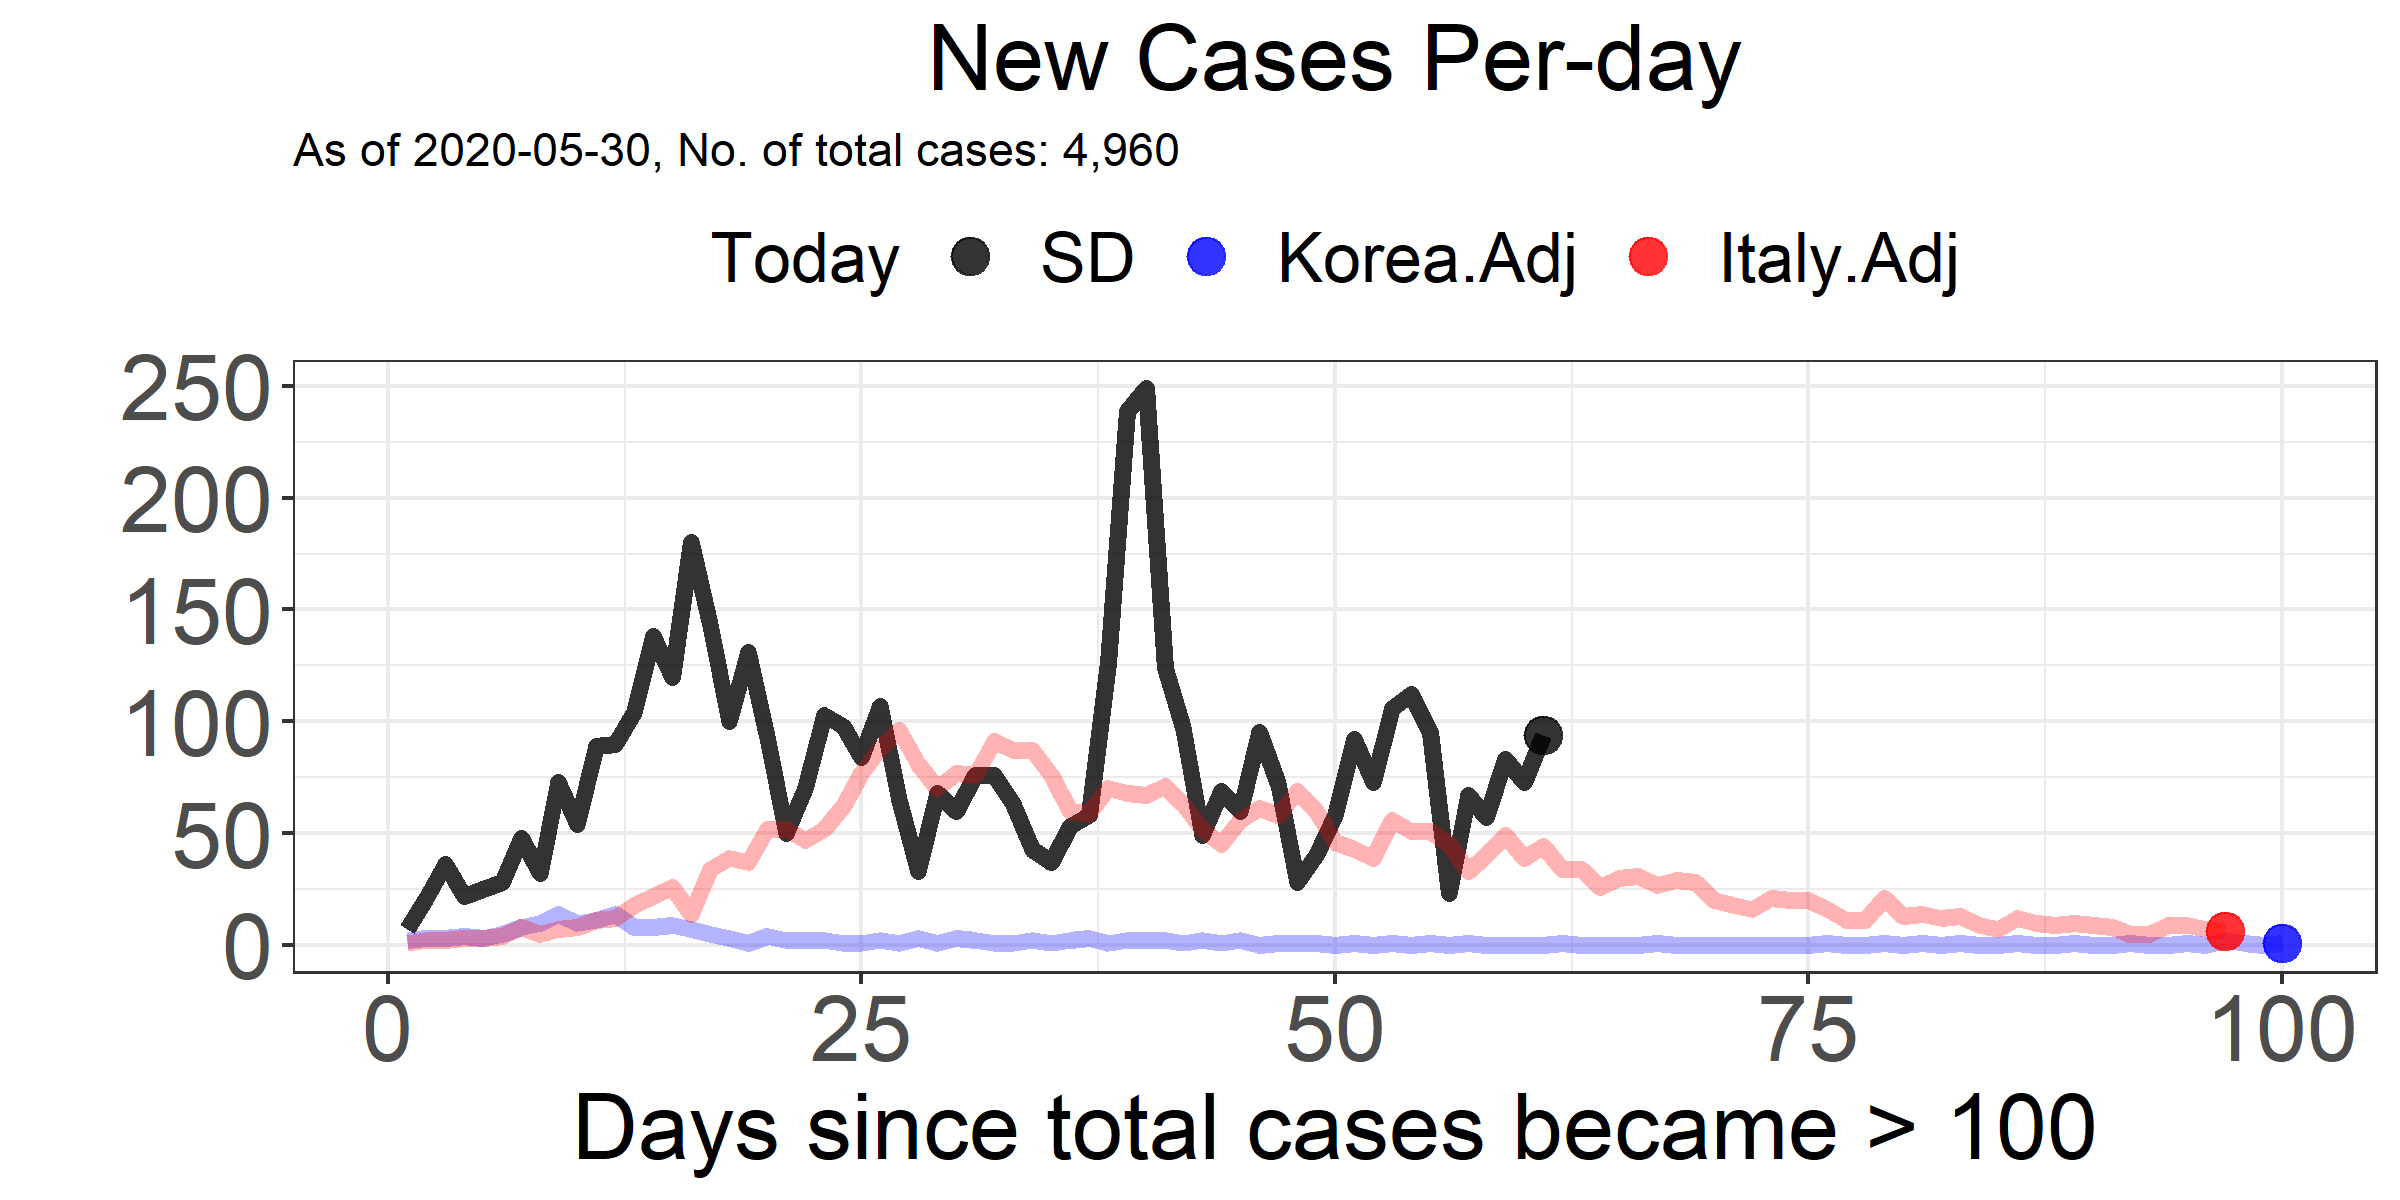 New Cases Per-day
As of 2020-05-30, No. of total cases: 4,960
Today SD Korea.Adj Italy.Adj
250
200
150
100
50
0
0 25 50 75 100
Days since total cases became > 100